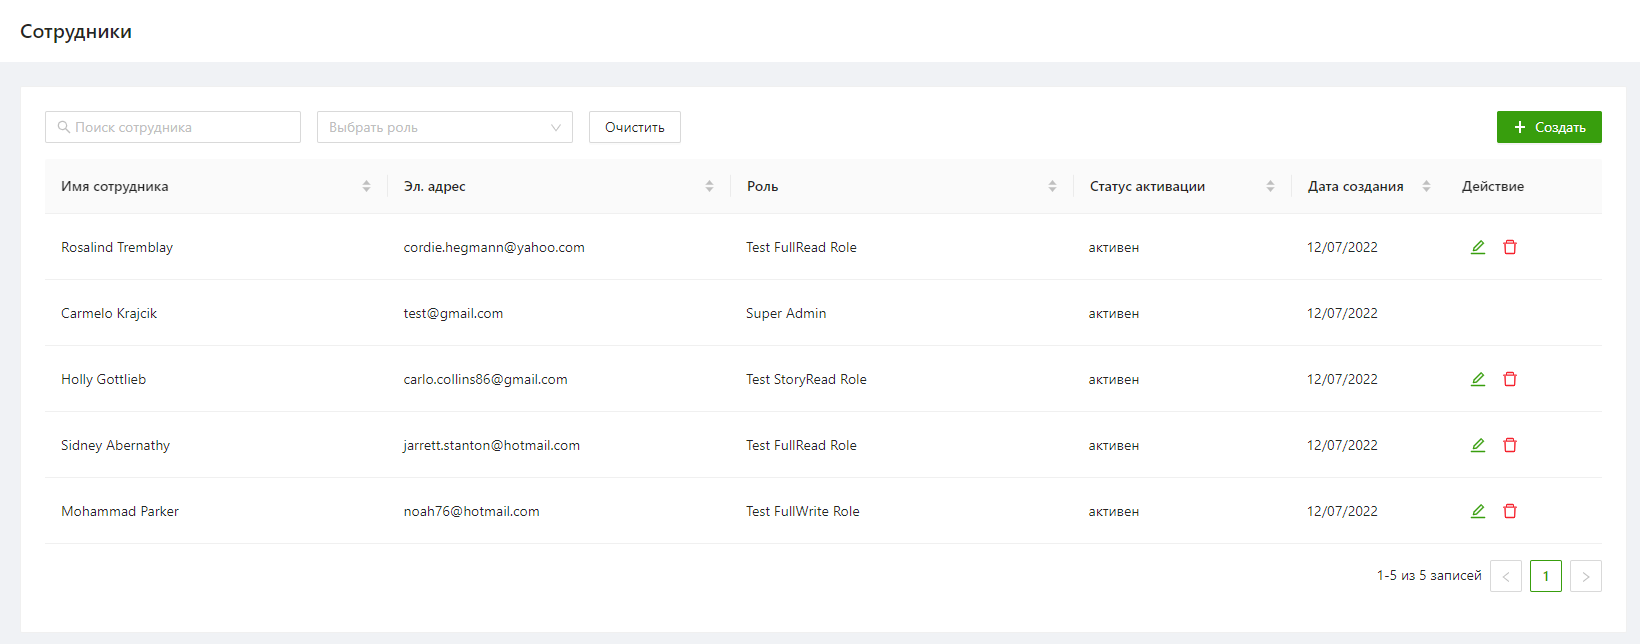 Сотрудники
Поиск сотрудника Выбрать роль Очистить + Создать
Имя сотрудника Эл. адрес Роль Статус активации Дата создания Действие
Rosalind Tremblay cordie.hegmann@yahoo.com Test FullRead Role активен 12/07/2022
Carmelo Krajcik test@gmail.com Super Admin активен 12/07/2022
Holly Gottlieb carlo.collins86@gmail.com Test StoryRead Role активен 12/07/2022
Sidney Abernathy jarrett.stanton@hotmail.com Test FullRead Role активен 12/07/2022
Mohammad Parker noah76@hotmail.com Test FullWrite Role активен 12/07/2022
1-5 из 5 записей < 1 >